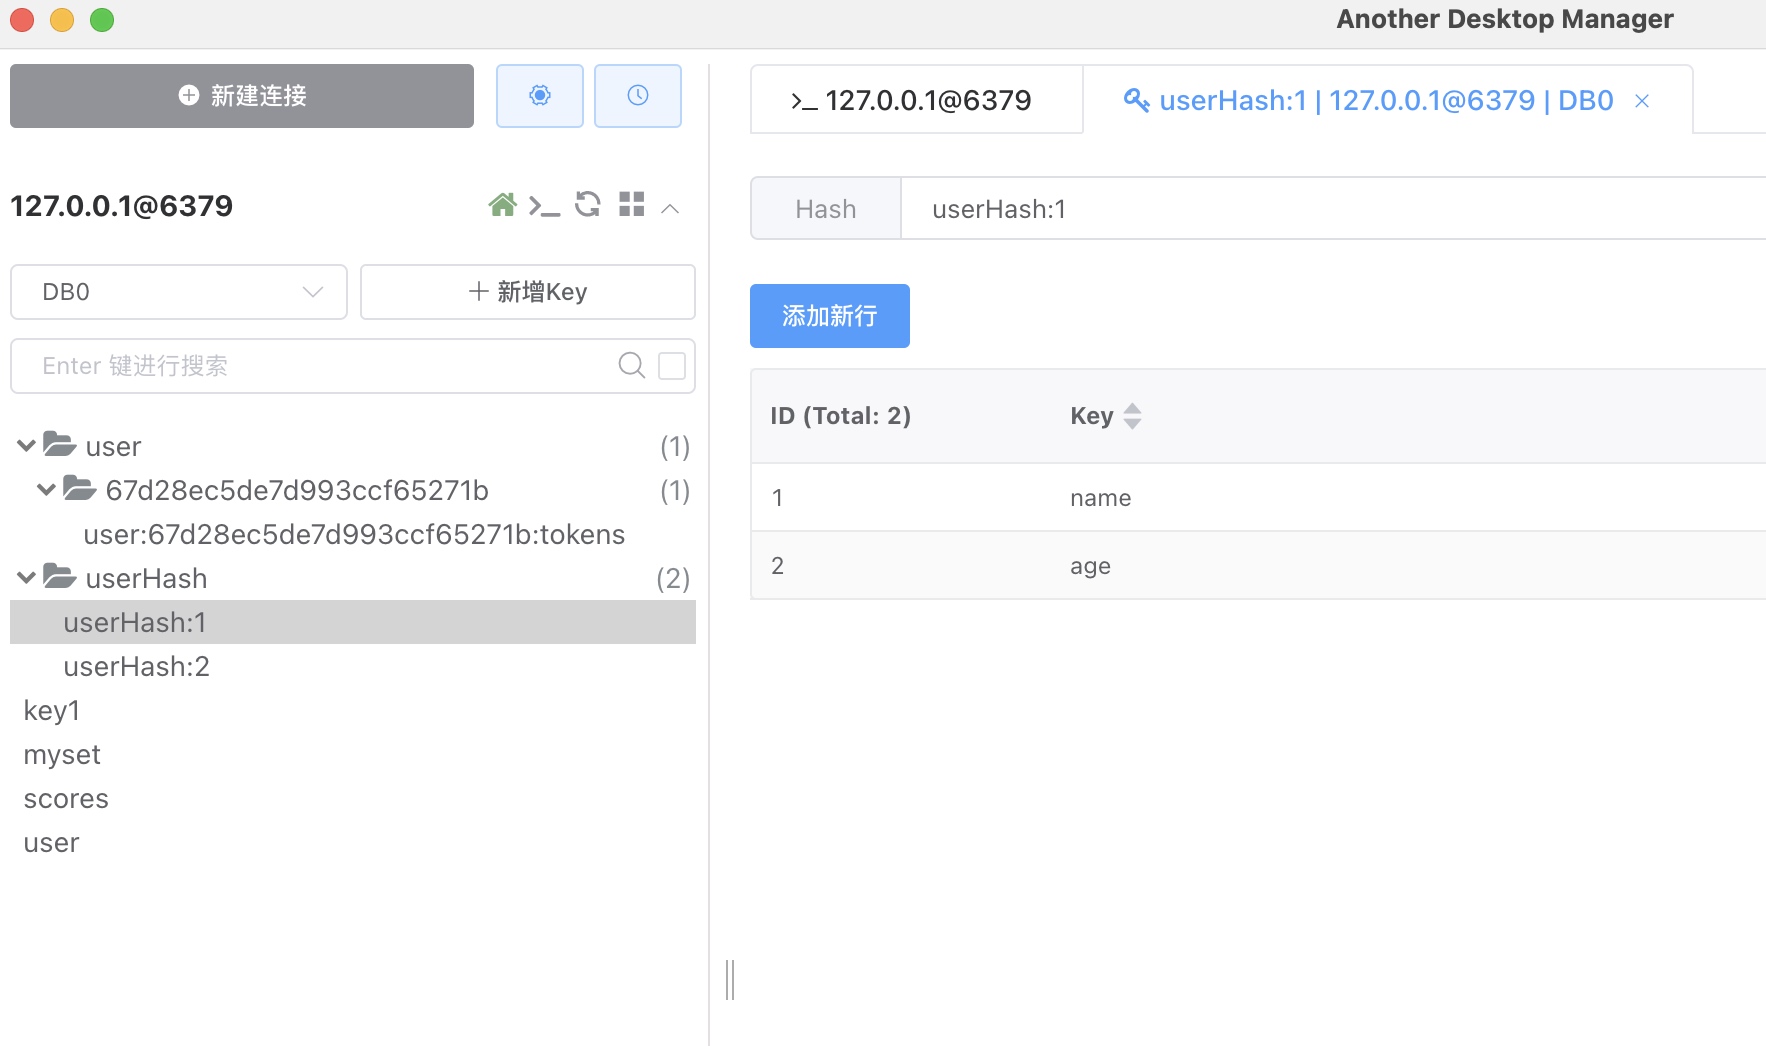 Another Desktop Manager
新建连接
127.0.0.1@6379
DB0
新增Key
Enter 键进行搜索
user (1)
67d28ec5de7d993ccf65271b (1)
user:67d28ec5de7d993ccf65271b:tokens
userHash (2)
userHash:1
userHash:2
key1
myset
scores
user
>_ 127.0.0.1@6379
userHash:1 | 127.0.0.1@6379 | DB0
Hash userHash:1
添加新行
ID (Total: 2) Key
1 name
2 age